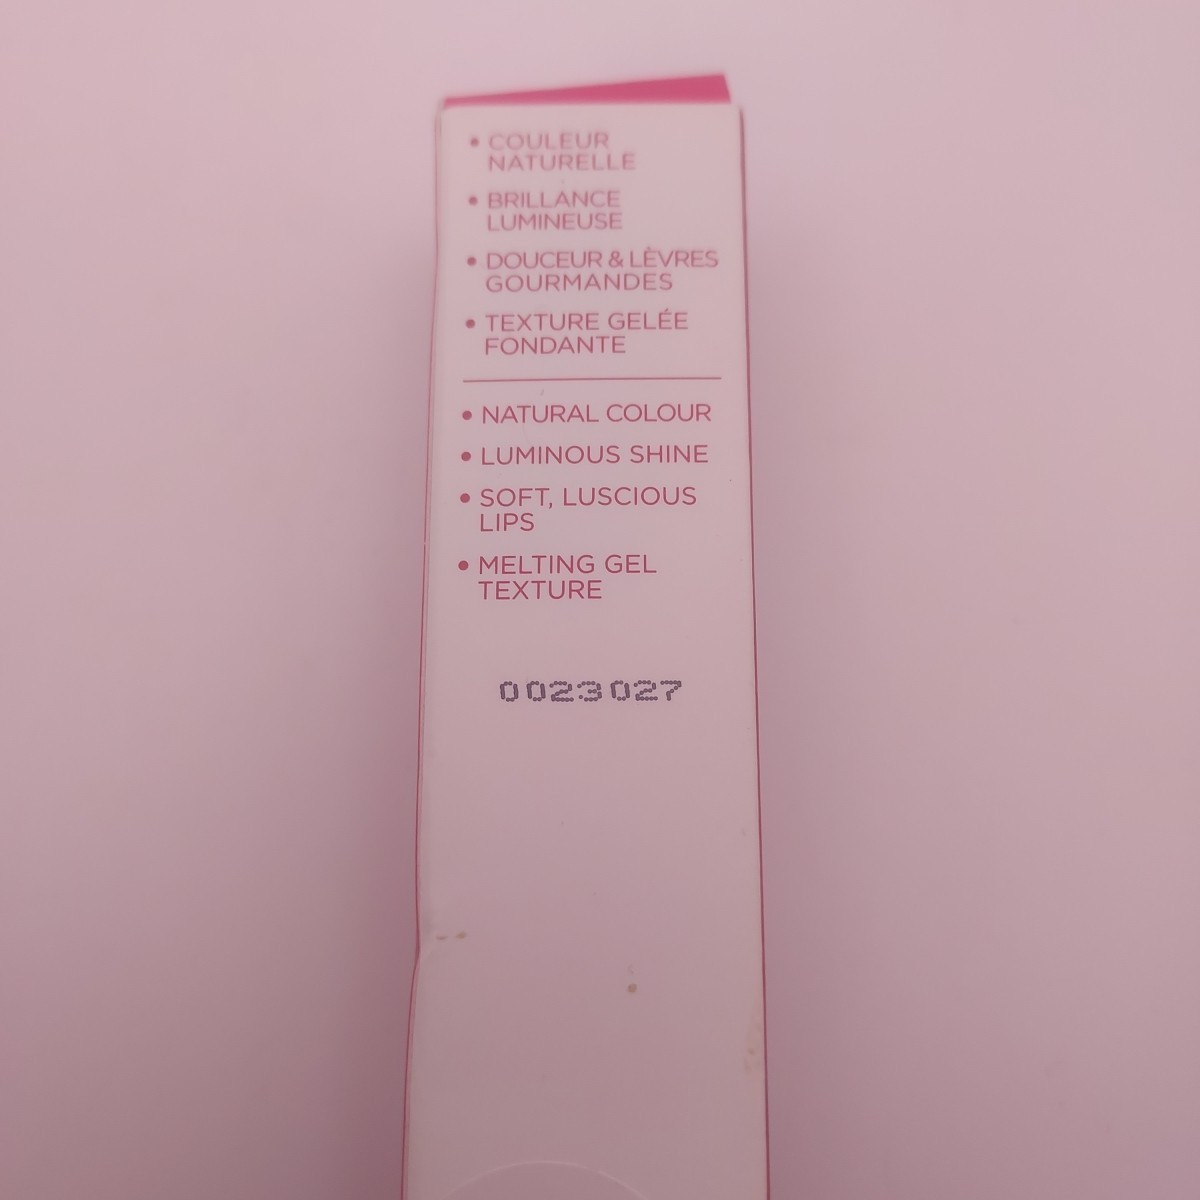 • COULEUR
NATURELLE
• BRILLANCE
LUMINEUSE
• DOUCEUR & LÈVRES
GOURMANDES
• TEXTURE GELÉE
FONDANTE
• NATURAL COLOUR
• LUMINOUS SHINE
• SOFT, LUSCIOUS
LIPS
• MELTING GEL
TEXTURE
0023027